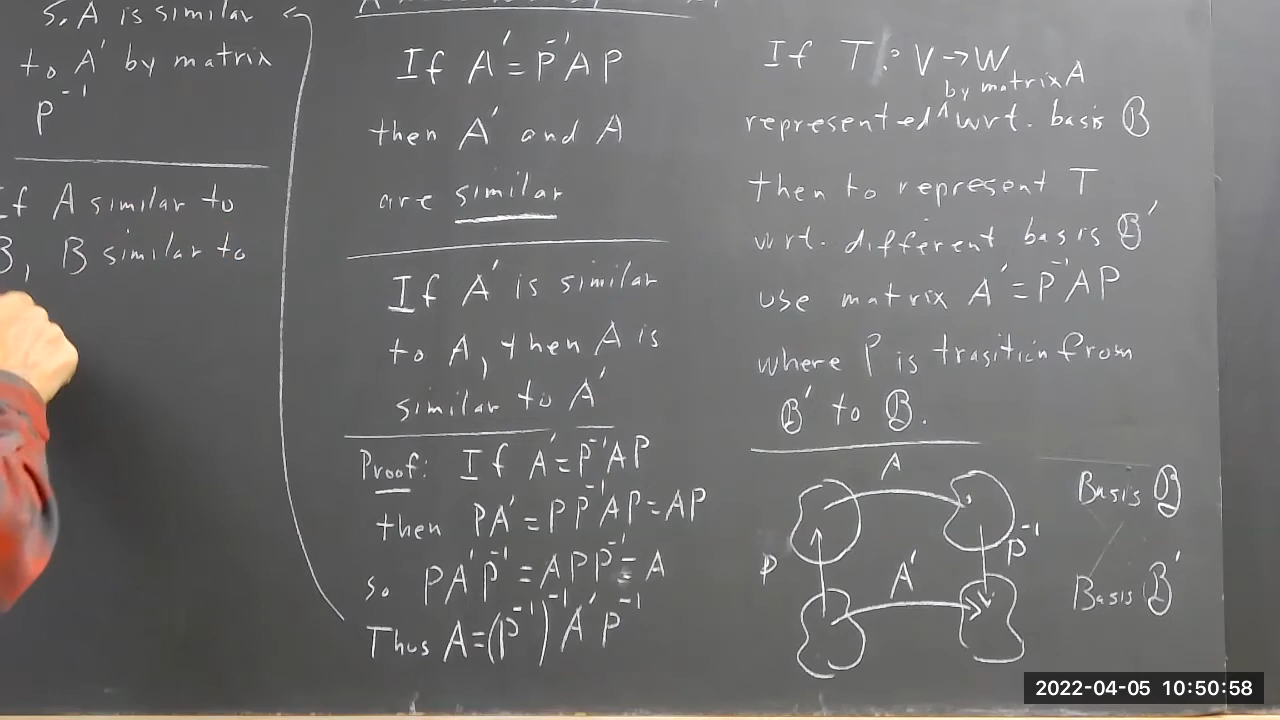 so A is similar
to A' by matrix
P⁻¹
If A similar to
B, B similar to
If A' = P⁻¹AP
then A' and A
are similar
If A' is similar
to A, then A is
similar to A'
Proof: If A' = P⁻¹AP
then PA' = PP⁻¹AP = AP
so PA'P⁻¹ = APP⁻¹ = A
Thus A = (P⁻¹)⁻¹A'P⁻¹
If T: V → W
by matrix A
represented ^ wrt. basis B
then to represent T
wrt. different basis B'
use matrix A' = P⁻¹AP
where P is trasition from
B' to B.
A
Basis B
P
P⁻¹
A'
Basis B'
2022-04-05 10:50:58